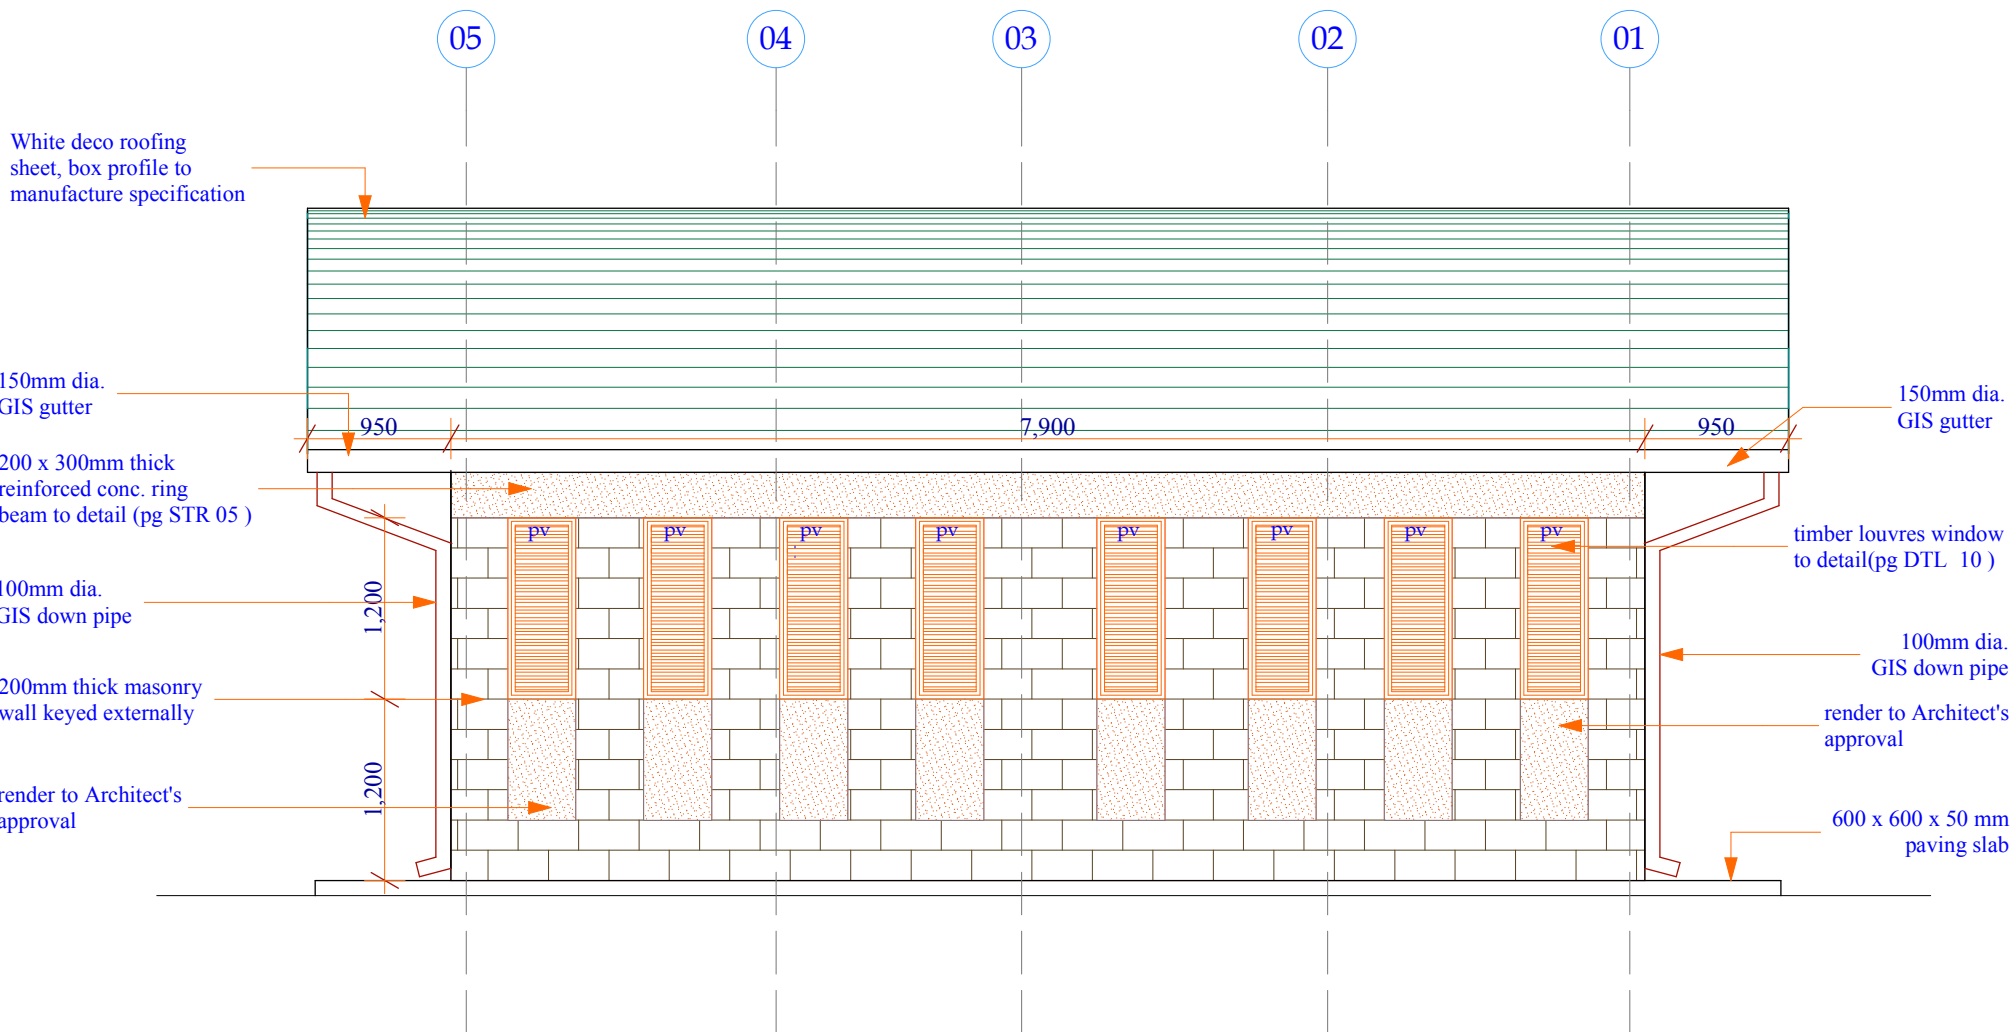 05 04 03 02 01
White deco roofing
sheet, box profile to
manufacture specification
150mm dia.
GIS gutter
950 7,900 950
150mm dia.
GIS gutter
200 x 300mm thick
reinforced conc. ring
beam to detail (pg STR 05 )
pv pv pv pv pv pv pv pv
timber louvres window
to detail(pg DTL 10 )
100mm dia.
GIS down pipe
1,200
100mm dia.
GIS down pipe
200mm thick masonry
wall keyed externally
render to Architect's
approval
1,200
render to Architect's
approval
600 x 600 x 50 mm
paving slab